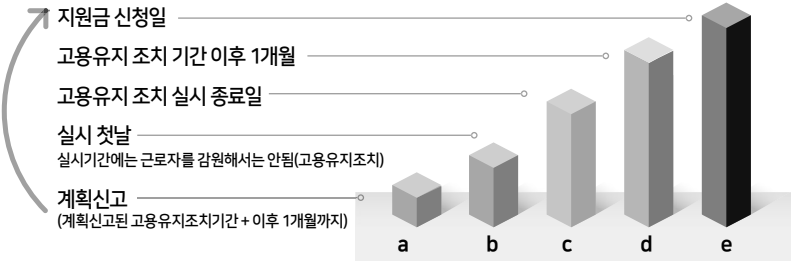 지원금 신청일
고용유지 조치 기간 이후 1개월
고용유지 조치 실시 종료일
실시 첫날
실시기간에는 근로자를 감원해서는 안됨(고용유지조치)
계획신고
(계획신고된 고용유지조치기간 + 이후 1개월까지)
a b c d e